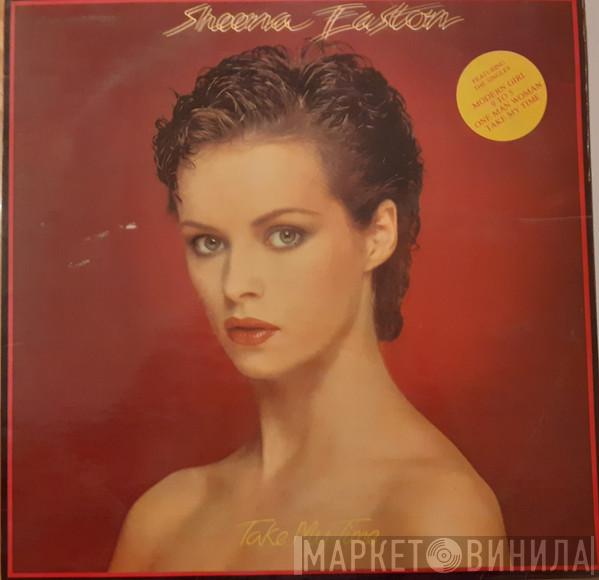 Sheena Easton
FEATURING
THE SINGLES
MODERN GIRL
9 TO 5
ONE MAN WOMAN
TAKE MY TIME
Take My Time
МАРКЕТ ВИНИЛА